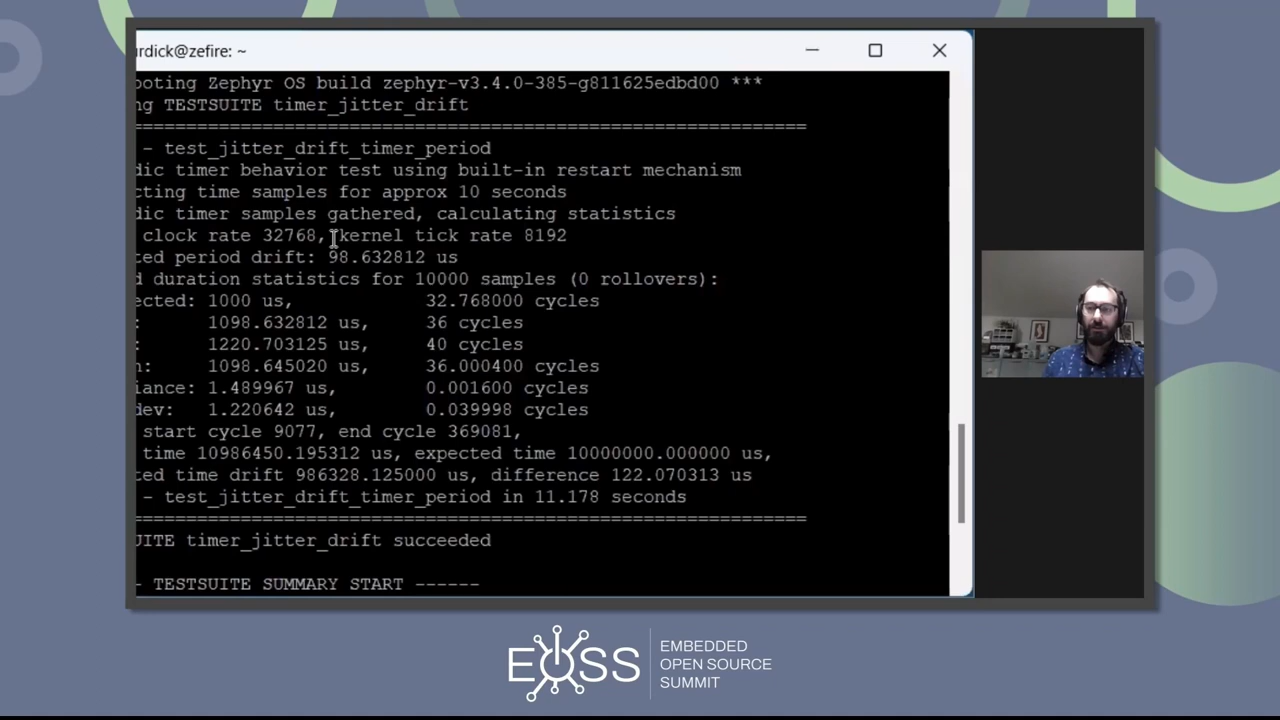 urdick@zefire: ~
ooting Zephyr OS build zephyr-v3.4.0-385-g811625edbd00 ***
ng TESTSUITE timer_jitter_drift
===================================================================
- test_jitter_drift_timer_period
dic timer behavior test using built-in restart mechanism
cting time samples for approx 10 seconds
dic timer samples gathered, calculating statistics
clock rate 32768, kernel tick rate 8192
ted period drift: 98.632812 us
d duration statistics for 10000 samples (0 rollovers):
ected: 1000 us, 32.768000 cycles
: 1098.632812 us, 36 cycles
: 1220.703125 us, 40 cycles
n: 1098.645020 us, 36.000400 cycles
iance: 1.489967 us, 0.001600 cycles
dev: 1.220642 us, 0.039998 cycles
start cycle 9077, end cycle 369081,
time 10986450.195312 us, expected time 10000000.000000 us,
ted time drift 986328.125000 us, difference 122.070313 us
- test_jitter_drift_timer_period in 11.178 seconds
===================================================================
UITE timer_jitter_drift succeeded
- TESTSUITE SUMMARY START ------
EOSS
EMBEDDED
OPEN SOURCE
SUMMIT